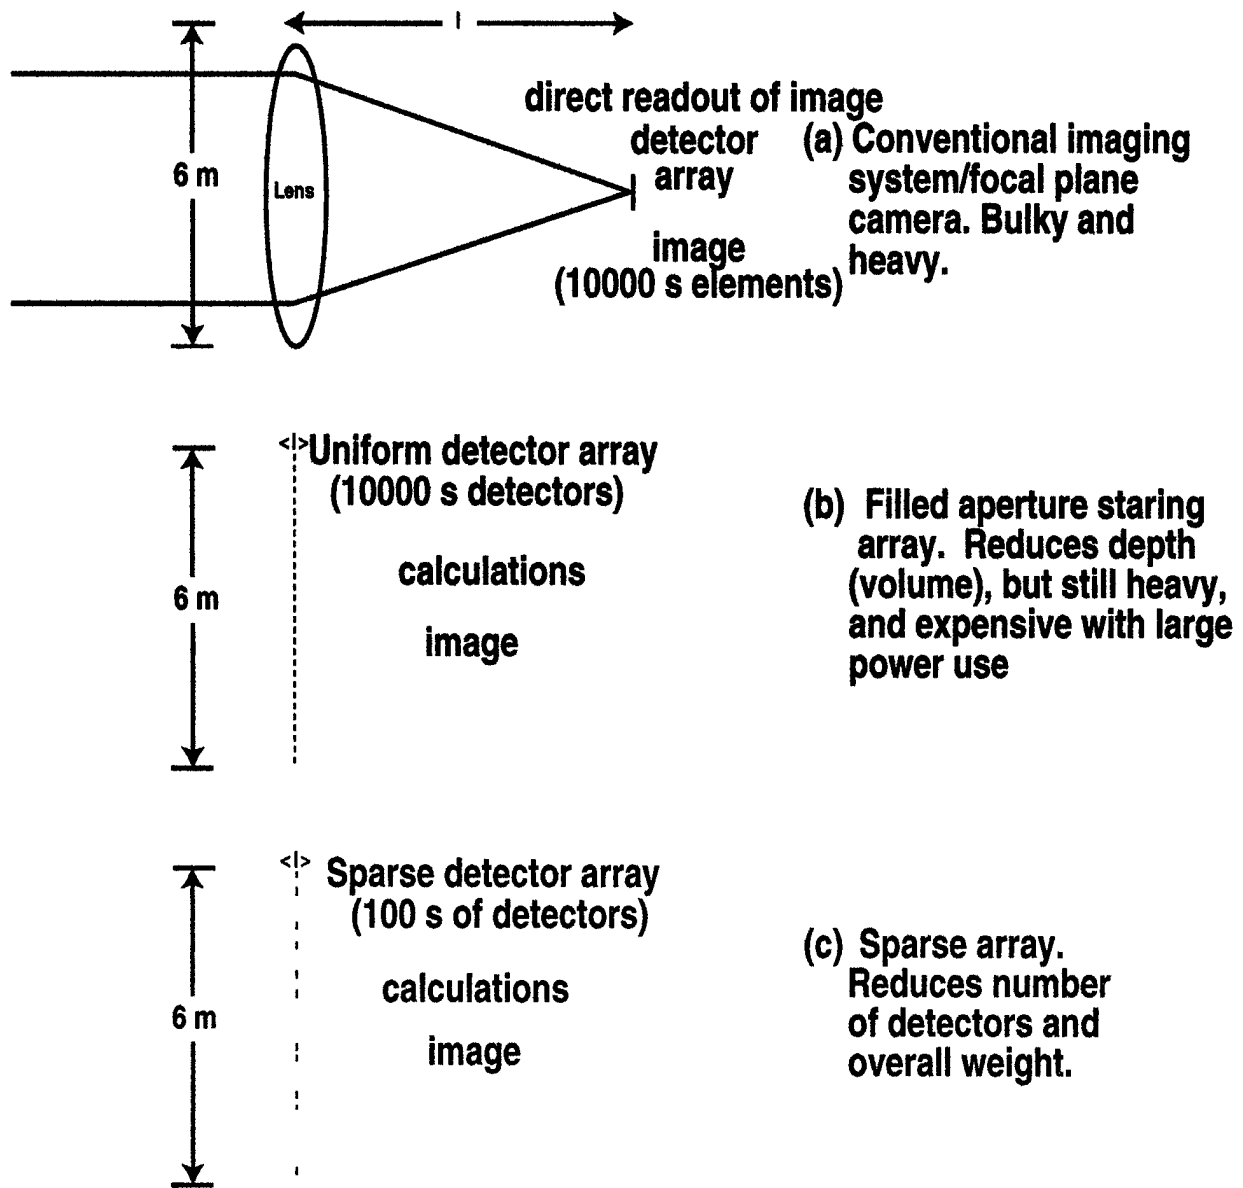 l
6 m
Lens
direct readout of image
detector
array
image
(10000 s elements)
(a) Conventional imaging
system/focal plane
camera. Bulky and
heavy.
<l>
Uniform detector array
(10000 s detectors)
calculations
image
6 m
(b) Filled aperture staring
array. Reduces depth
(volume), but still heavy,
and expensive with large
power use
<l>
Sparse detector array
(100 s of detectors)
calculations
image
6 m
(c) Sparse array.
Reduces number
of detectors and
overall weight.